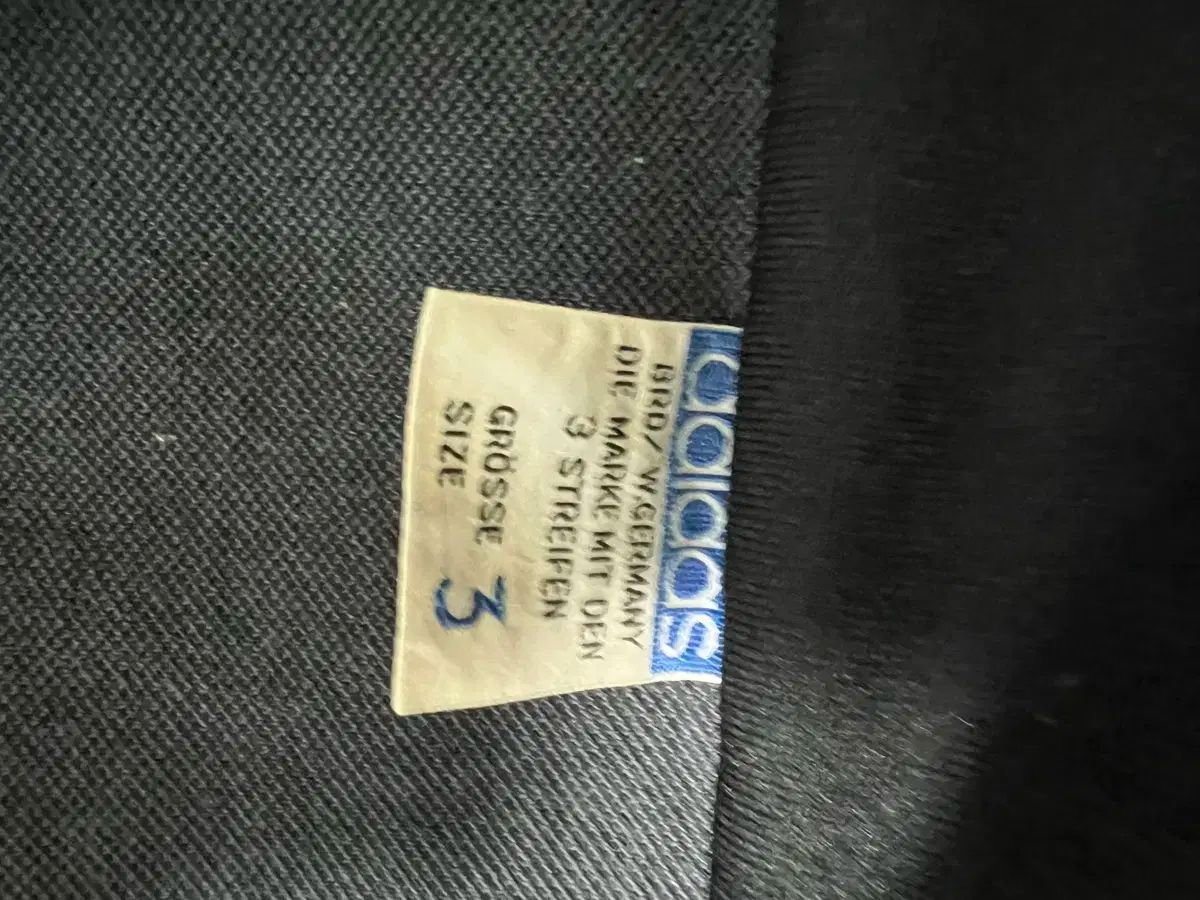 adidas
BRD/W.GERMANY
DIE MARKE MIT DEN
3 STREIFEN
GRÖSSE 3
SIZE